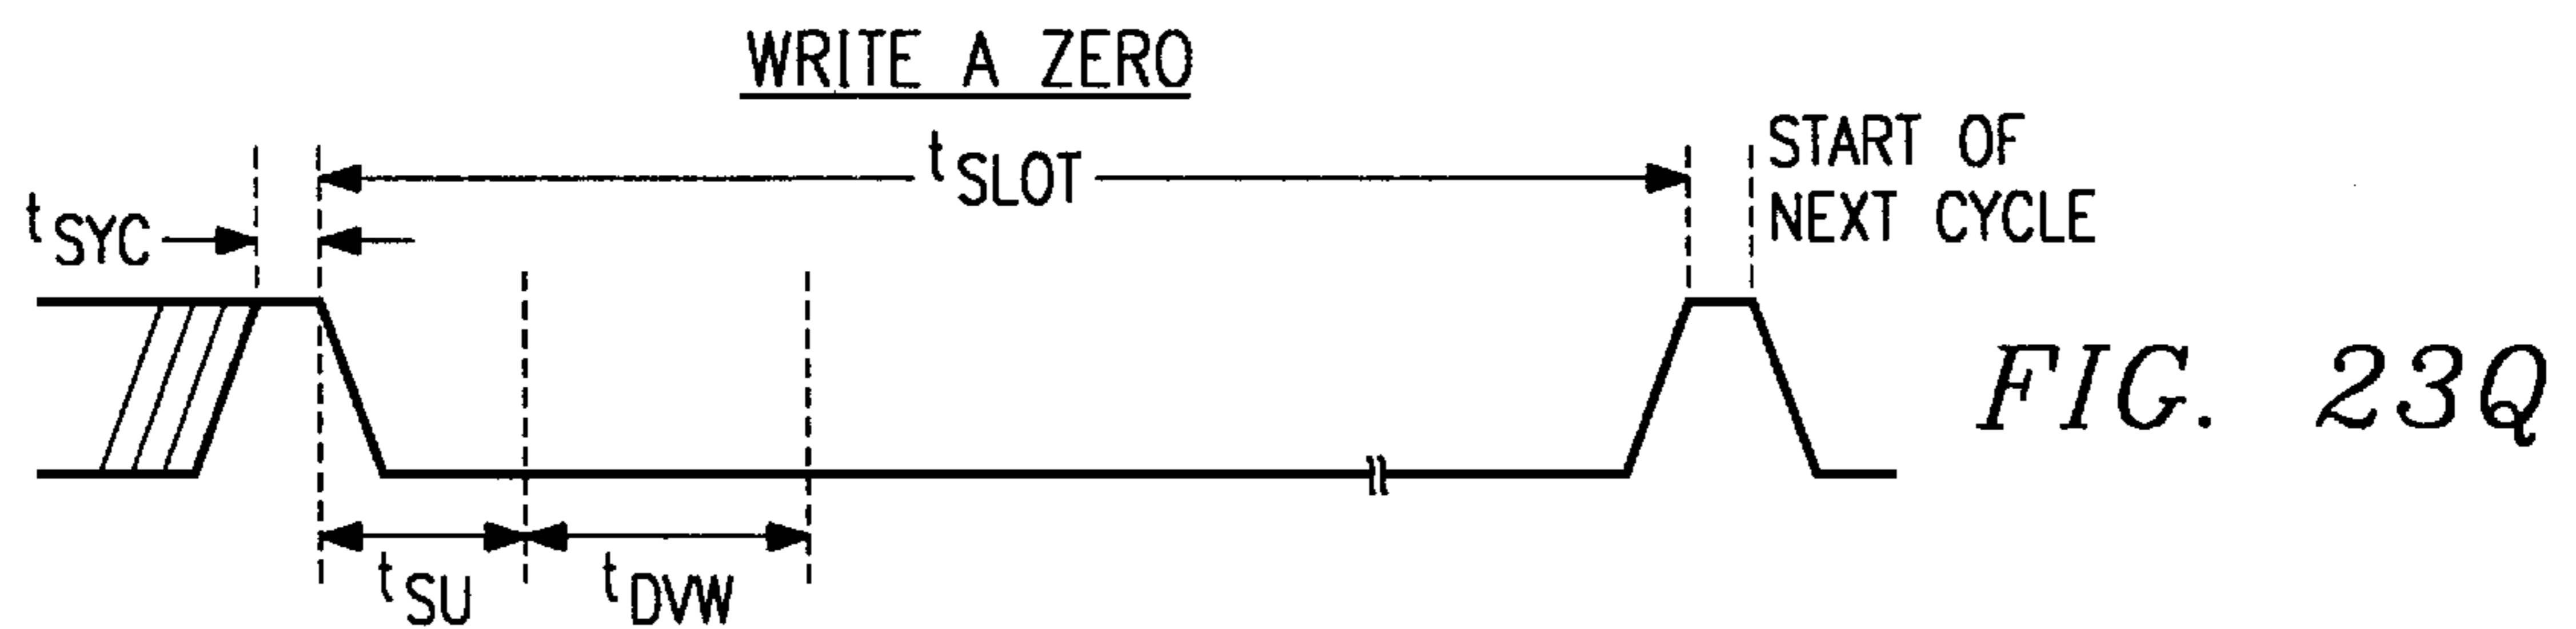 WRITE A ZERO
tSLOT
START OF
NEXT CYCLE
tSYC
FIG. 23Q
tSU
tDVW